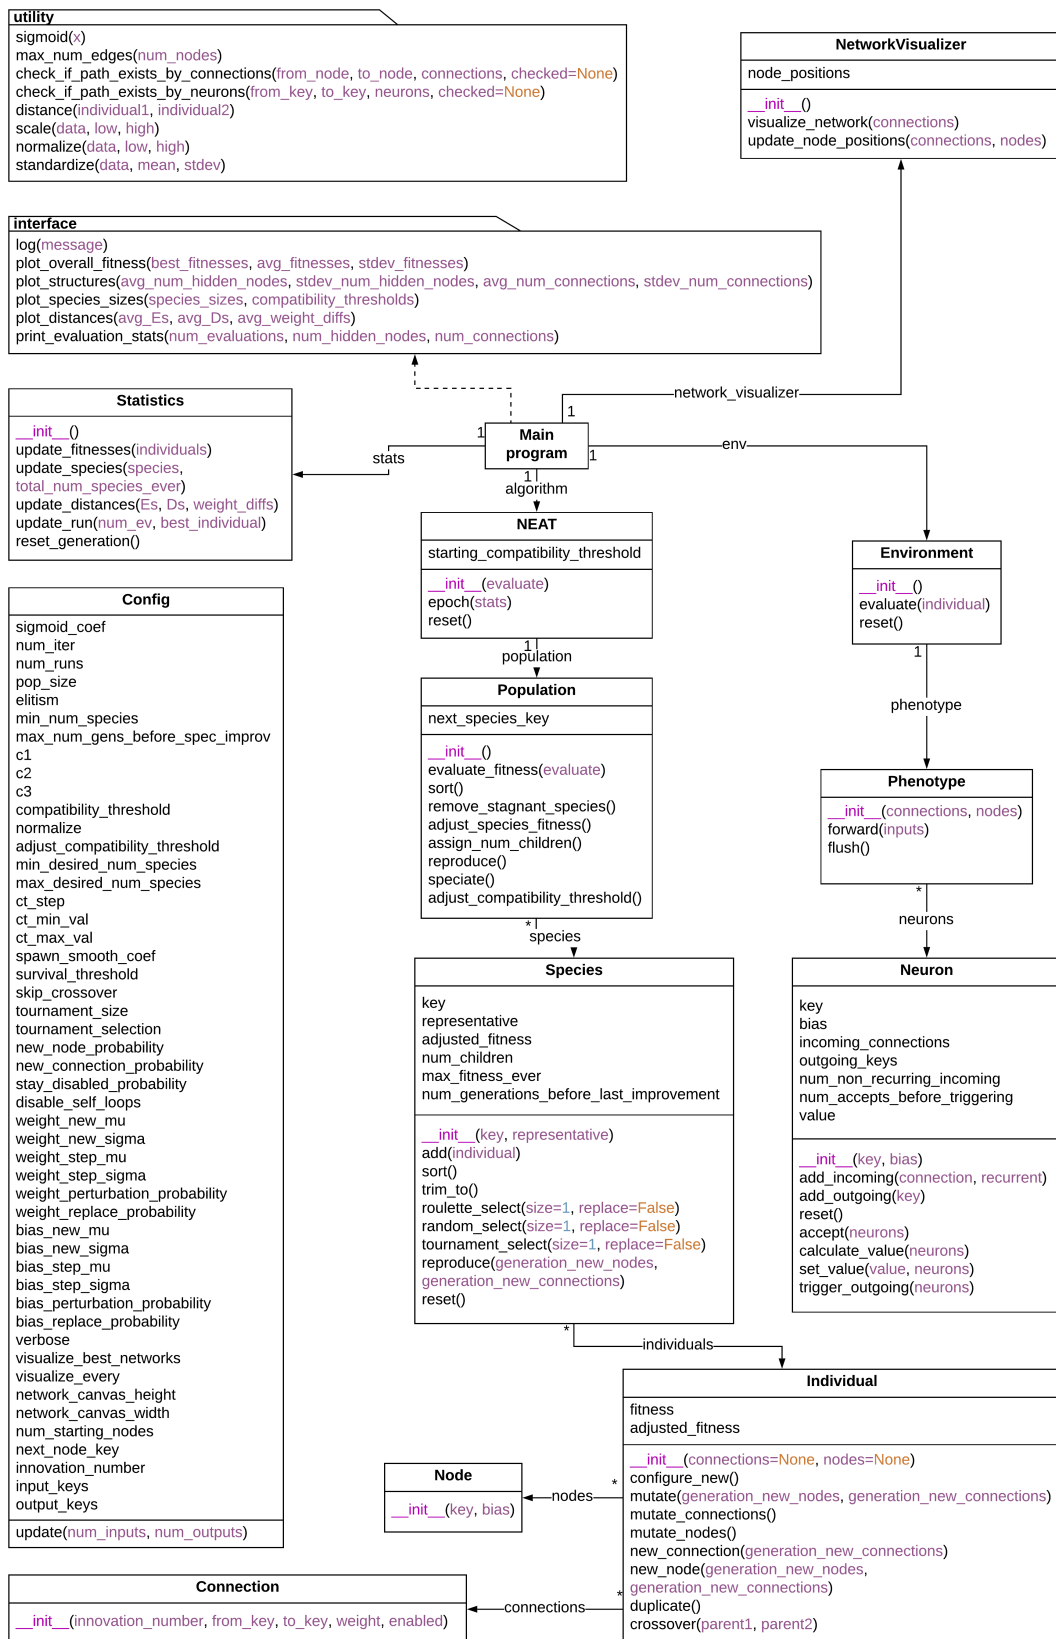 utility
sigmoid(x)
max_num_edges(num_nodes)
check_if_path_exists_by_connections(from_node, to_node, connections, checked=None)
check_if_path_exists_by_neurons(from_key, to_key, neurons, checked=None)
distance(individual1, individual2)
scale(data, low, high)
normalize(data, low, high)
standardize(data, mean, stdev)
NetworkVisualizer
node_positions
__init__()
visualize_network(connections)
update_node_positions(connections, nodes)
interface
log(message)
plot_overall_fitness(best_fitnesses, avg_fitnesses, stdev_fitnesses)
plot_structures(avg_num_hidden_nodes, stdev_num_hidden_nodes, avg_num_connections, stdev_num_connections)
plot_species_sizes(species_sizes, compatibility_thresholds)
plot_distances(avg_Es, avg_Ds, avg_weight_diffs)
print_evaluation_stats(num_evaluations, num_hidden_nodes, num_connections)
network_visualizer
1
Main
program
1
stats
1
env
1
algorithm
Statistics
__init__()
update_fitnesses(individuals)
update_species(species,
total_num_species_ever)
update_distances(Es, Ds, weight_diffs)
update_run(num_ev, best_individual)
reset_generation()
NEAT
starting_compatibility_threshold
__init__(evaluate)
epoch(stats)
reset()
1
population
Environment
__init__()
evaluate(individual)
reset()
1
phenotype
Config
sigmoid_coef
num_iter
num_runs
pop_size
elitism
min_num_species
max_num_gens_before_spec_improv
c1
c2
c3
compatibility_threshold
normalize
adjust_compatibility_threshold
min_desired_num_species
max_desired_num_species
ct_step
ct_min_val
ct_max_val
spawn_smooth_coef
survival_threshold
skip_crossover
tournament_size
tournament_selection
new_node_probability
new_connection_probability
stay_disabled_probability
disable_self_loops
weight_new_mu
weight_new_sigma
weight_step_mu
weight_step_sigma
weight_perturbation_probability
weight_replace_probability
bias_new_mu
bias_new_sigma
bias_step_mu
bias_step_sigma
bias_perturbation_probability
bias_replace_probability
verbose
visualize_best_networks
visualize_every
network_canvas_height
network_canvas_width
num_starting_nodes
next_node_key
innovation_number
input_keys
output_keys
update(num_inputs, num_outputs)
Population
next_species_key
__init__()
evaluate_fitness(evaluate)
sort()
remove_stagnant_species()
adjust_species_fitness()
assign_num_children()
reproduce()
speciate()
adjust_compatibility_threshold()
*
species
Phenotype
__init__(connections, nodes)
forward(inputs)
flush()
*
neurons
Species
key
representative
adjusted_fitness
num_children
max_fitness_ever
num_generations_before_last_improvement
__init__(key, representative)
add(individual)
sort()
trim_to()
roulette_select(size=1, replace=False)
random_select(size=1, replace=False)
tournament_select(size=1, replace=False)
reproduce(generation_new_nodes,
generation_new_connections)
reset()
*
individuals
Neuron
key
bias
incoming_connections
outgoing_keys
num_non_recurring_incoming
num_accepts_before_triggering
value
__init__(key, bias)
add_incoming(connection, recurrent)
add_outgoing(key)
reset()
accept(neurons)
calculate_value(neurons)
set_value(value, neurons)
trigger_outgoing(neurons)
Individual
fitness
adjusted_fitness
__init__(connections=None, nodes=None)
configure_new()
mutate(generation_new_nodes, generation_new_connections)
mutate_connections()
mutate_nodes()
new_connection(generation_new_connections)
new_node(generation_new_nodes,
generation_new_connections)
duplicate()
crossover(parent1, parent2)
*
nodes
Node
__init__(key, bias)
*
connections
Connection
__init__(innovation_number, from_key, to_key, weight, enabled)